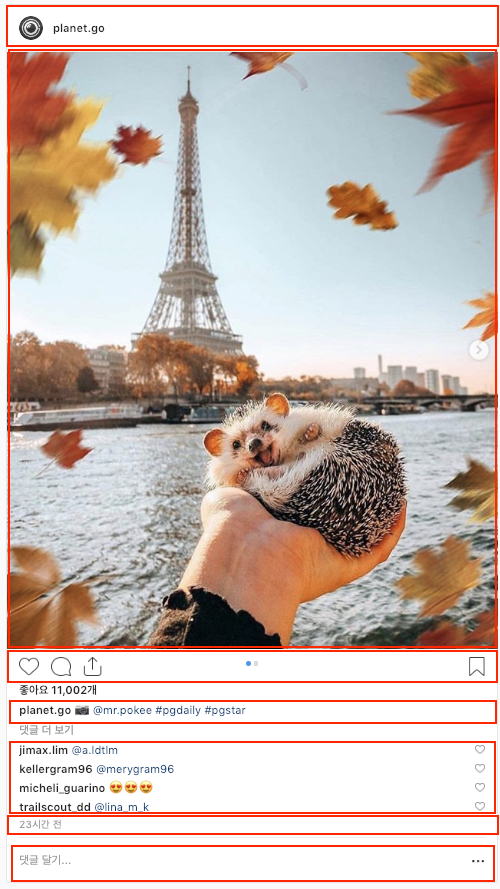 planet.go
좋아요 11,002개
planet.go 📷 @mr.pokee #pgdaily #pgstar
댓글 더 보기
jimax.lim @a.ldtlm
kellergram96 @merygram96
micheli_guarino 😍😍😍
trailscout_dd @lina_m_k
23시간 전
댓글 달기...